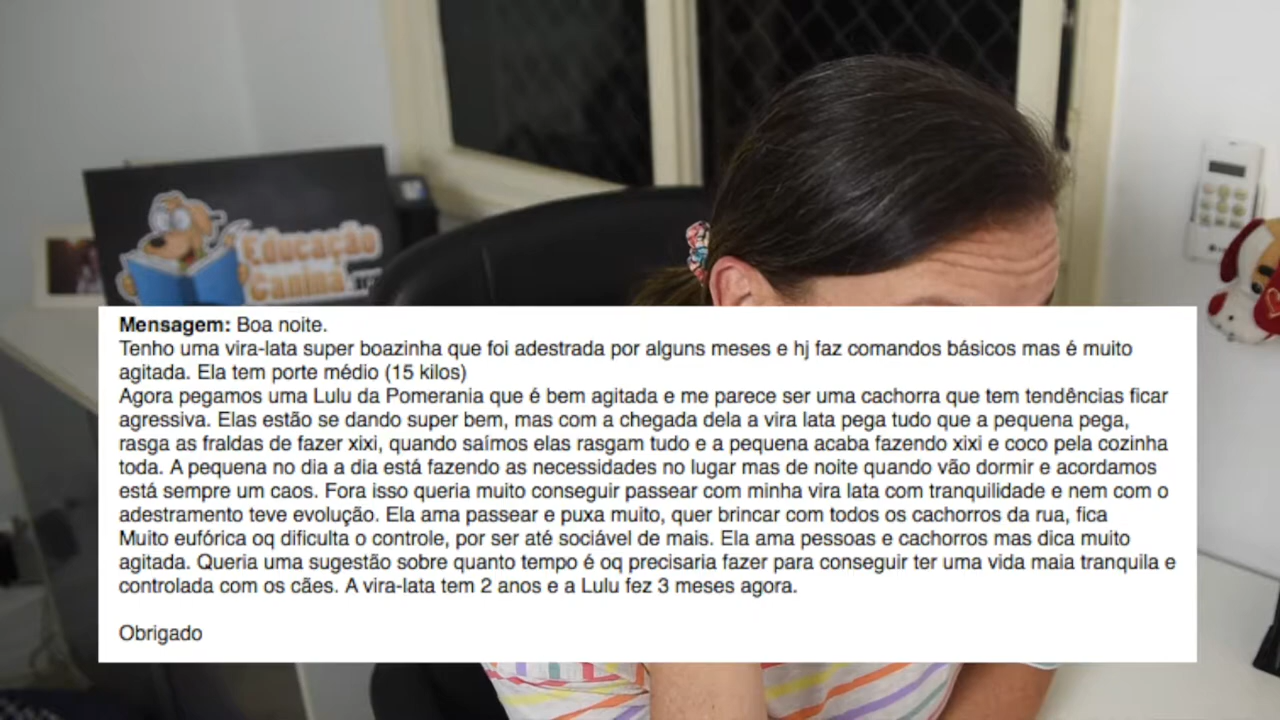 Educação
Canina
Mensagem: Boa noite.
Tenho uma vira-lata super boazinha que foi adestrada por alguns meses e hj faz comandos básicos mas é muito
agitada. Ela tem porte médio (15 kilos)
Agora pegamos uma Lulu da Pomerania que é bem agitada e me parece ser uma cachorra que tem tendências ficar
agressiva. Elas estão se dando super bem, mas com a chegada dela a vira lata pega tudo que a pequena pega,
rasga as fraldas de fazer xixi, quando saímos elas rasgam tudo e a pequena acaba fazendo xixi e coco pela cozinha
toda. A pequena no dia a dia está fazendo as necessidades no lugar mas de noite quando vão dormir e acordamos
está sempre um caos. Fora isso queria muito conseguir passear com minha vira lata com tranquilidade e nem com o
adestramento teve evolução. Ela ama passear e puxa muito, quer brincar com todos os cachorros da rua, fica
Muito eufórica oq dificulta o controle, por ser até sociável de mais. Ela ama pessoas e cachorros mas dica muito
agitada. Queria uma sugestão sobre quanto tempo é oq precisaria fazer para conseguir ter uma vida maia tranquila e
controlada com os cães. A vira-lata tem 2 anos e a Lulu fez 3 meses agora.
Obrigado